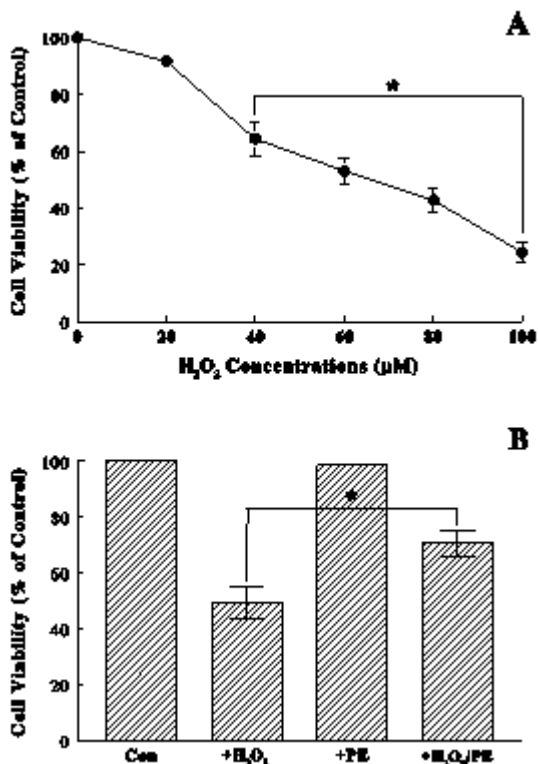 A
Cell Viability (% of Control)
100
80
60
40
20
0
*
0 20 40 60 80 100
H₂O₂ Concentrations (µM)
B
Cell Viability (% of Control)
100
80
60
40
20
0
*
Con +H₂O₂ +PE +H₂O₂/PE